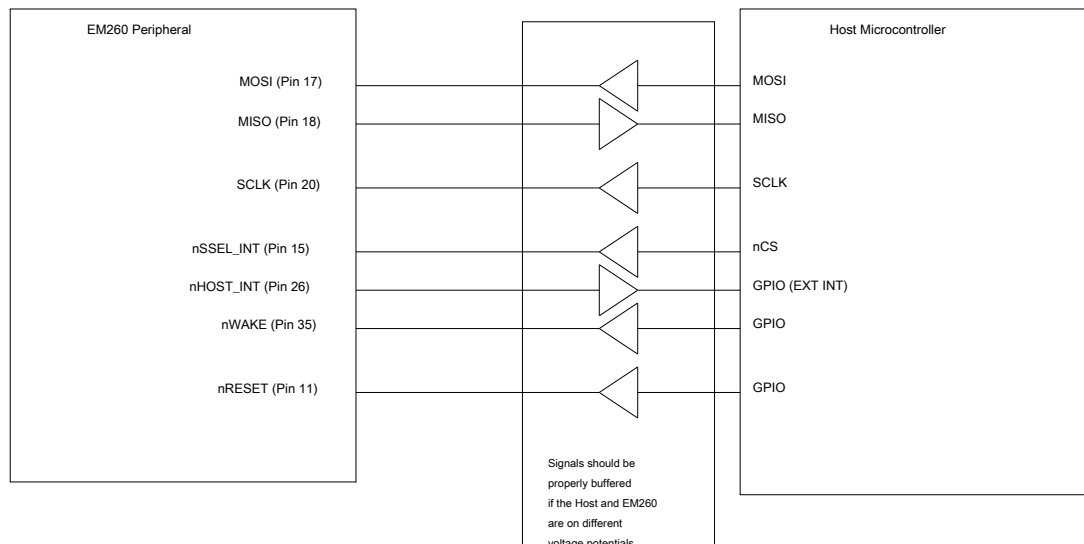 EM260 Peripheral
Host Microcontroller
MOSI (Pin 17)
MOSI
MISO (Pin 18)
MISO
SCLK (Pin 20)
SCLK
nSSEL_INT (Pin 15)
nCS
nHOST_INT (Pin 26)
GPIO (EXT INT)
nWAKE (Pin 35)
GPIO
nRESET (Pin 11)
GPIO
Signals should be
properly buffered
if the Host and EM260
are on different
voltage potentials